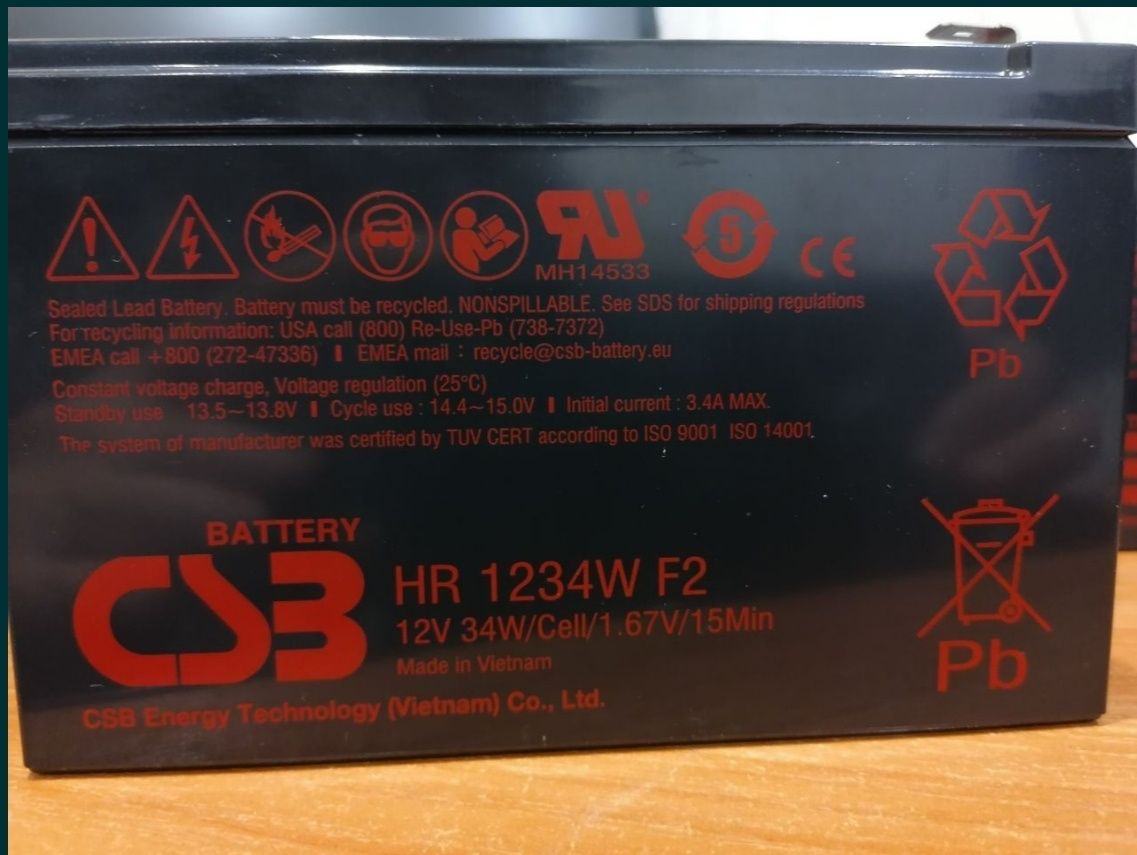 MH14533
5
CE
Sealed Lead Battery. Battery must be recycled. NONSPILLABLE. See SDS for shipping regulations
For recycling information: USA call (800) Re-Use-Pb (738-7372)
EMEA call +800 (272-47336) ❙ EMEA mail : recycle@csb-battery.eu
Pb
Constant voltage charge, Voltage regulation (25°C)
Standby use 13.5~13.8V ❙ Cycle use : 14.4~15.0V ❙ Initial current : 3.4A MAX.
The system of manufacturer was certified by TUV CERT according to ISO 9001 ISO 14001
BATTERY
CSB
HR 1234W F2
12V 34W/Cell/1.67V/15Min
Made in Vietnam
Pb
CSB Energy Technology (Vietnam) Co., Ltd.